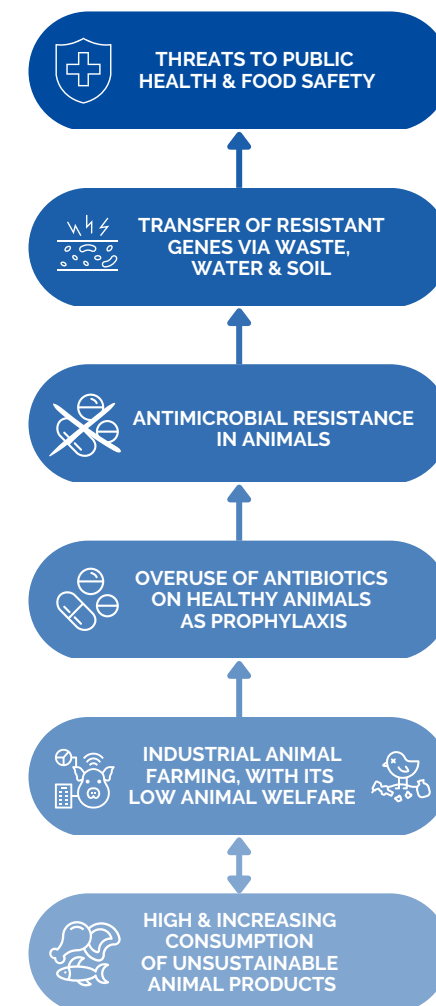 THREATS TO PUBLIC
HEALTH & FOOD SAFETY
TRANSFER OF RESISTANT
GENES VIA WASTE,
WATER & SOIL
ANTIMICROBIAL RESISTANCE
IN ANIMALS
OVERUSE OF ANTIBIOTICS
ON HEALTHY ANIMALS
AS PROPHYLAXIS
INDUSTRIAL ANIMAL
FARMING, WITH ITS
LOW ANIMAL WELFARE
HIGH & INCREASING
CONSUMPTION
OF UNSUSTAINABLE
ANIMAL PRODUCTS